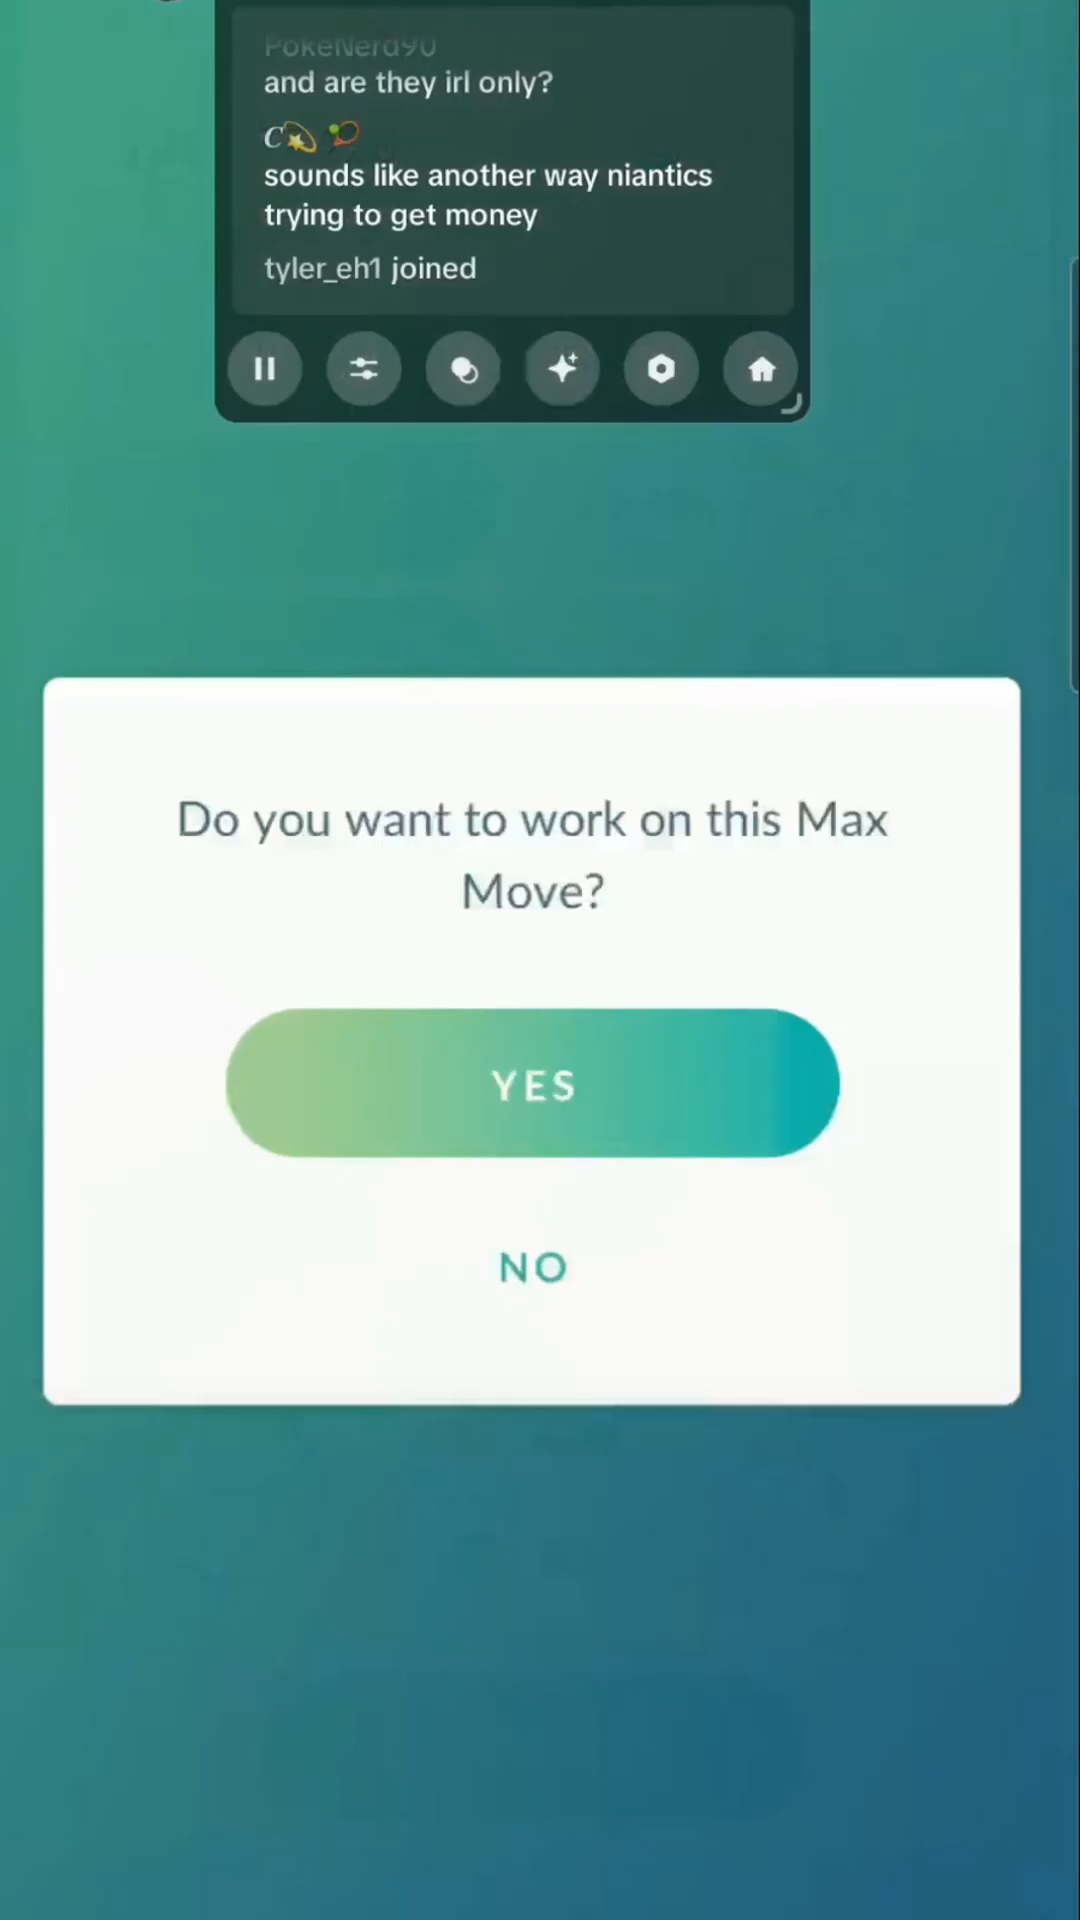 PokeNerd90
and are they irl only?
C💫 🎾
sounds like another way niantics
trying to get money
tyler_eh1 joined
Do you want to work on this Max
Move?
YES
NO